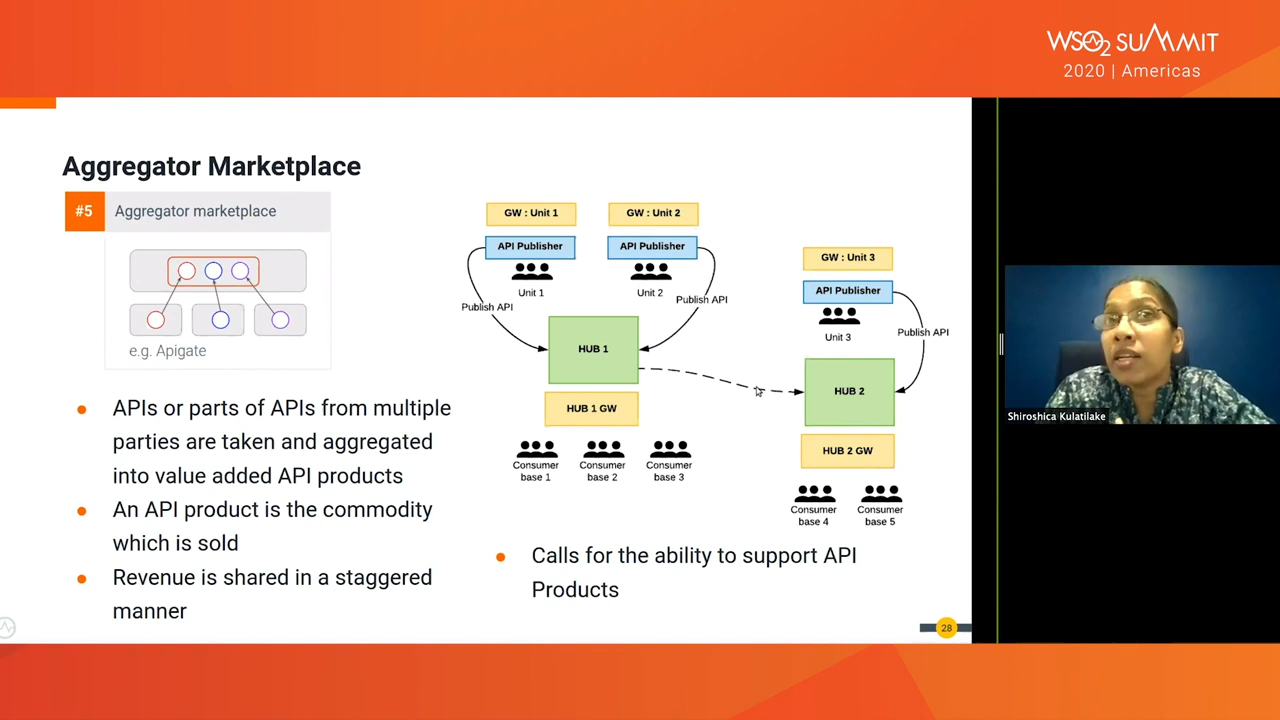 WSO2 SUMMIT
2020 | Americas
Aggregator Marketplace
#5
Aggregator marketplace
e.g. Apigate
APIs or parts of APIs from multiple
parties are taken and aggregated
into value added API products
An API product is the commodity
which is sold
Revenue is shared in a staggered
manner
GW : Unit 1
API Publisher
Unit 1
Publish API
GW : Unit 2
API Publisher
Unit 2
Publish API
HUB 1
HUB 1 GW
Consumer
base 1
Consumer
base 2
Consumer
base 3
GW : Unit 3
API Publisher
Unit 3
Publish API
HUB 2
HUB 2 GW
Consumer
base 4
Consumer
base 5
Calls for the ability to support API
Products
28
Shiroshica Kulatilake